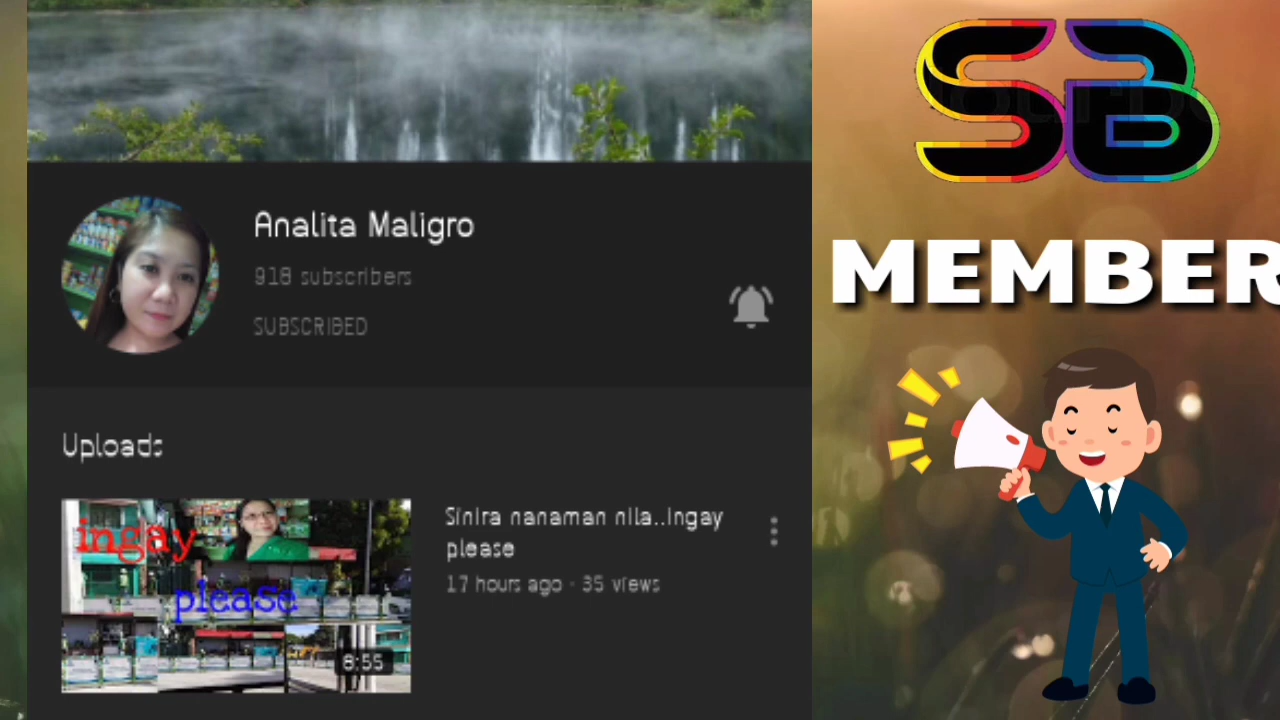 Analita Maligro
918 subscribers
SUBSCRIBED
Uploads
ingay
please
8:55
Sinira nanaman nila..ingay
please
17 hours ago · 35 views
SB
MEMBER